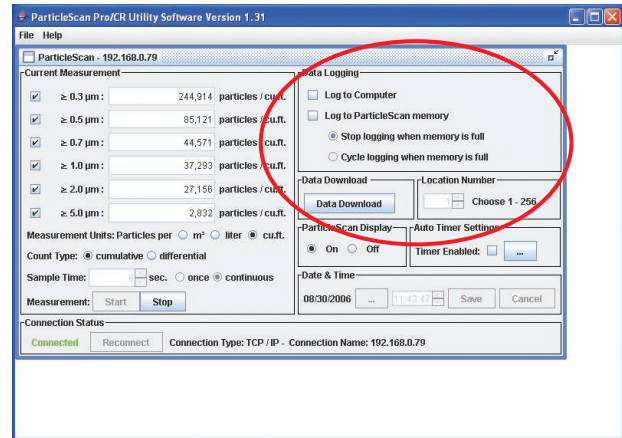 ParticleScan Pro/CR Utility Software Version 1.31
File Help
ParticleScan - 192.168.0.79
Current Measurement
≥ 0.3 µm : 244,914 particles / cu.ft.
≥ 0.5 µm : 85,121 particles / cu.ft.
≥ 0.7 µm : 44,571 particles / cu.ft.
≥ 1.0 µm : 37,293 particles / cu.ft.
≥ 2.0 µm : 27,156 particles / cu.ft.
≥ 5.0 µm : 2,832 particles / cu.ft.
Measurement Units: Particles per m³ liter cu.ft.
Count Type: cumulative differential
Sample Time: 6 sec. once continuous
Measurement: Start Stop
Data Logging
Log to Computer
Log to ParticleScan memory
Stop logging when memory is full
Cycle logging when memory is full
Data Download
Data Download
Location Number
1 Choose 1 - 256
ParticleScan Display
On Off
Auto Timer Settings
Timer Enabled: ...
Date & Time
08/30/2006 ... 11:43:47 Save Cancel
Connection Status
Connected Reconnect Connection Type: TCP / IP - Connection Name: 192.168.0.79